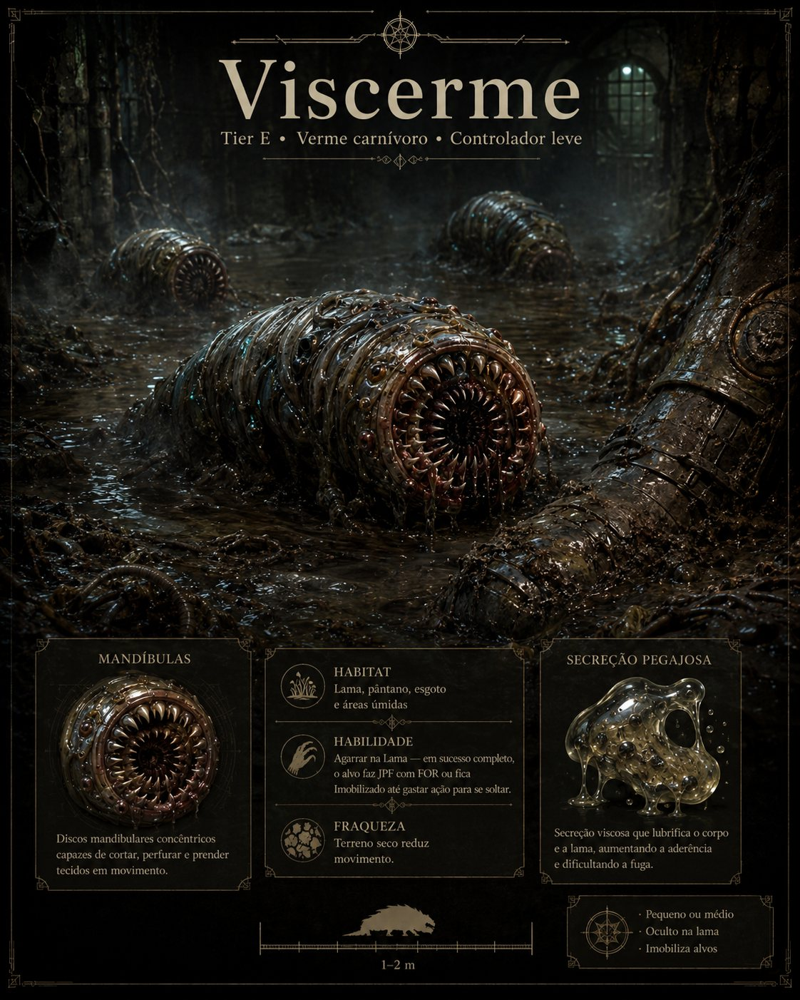 Viscerme
Tier E • Verme carnívoro • Controlador leve
MANDÍBULAS
Discos mandibulares concêntricos
capazes de cortar, perfurar e prender
tecidos em movimento.
HABITAT
Lama, pântano, esgoto
e áreas úmidas
HABILIDADE
Agarrar na Lama — em sucesso completo,
o alvo faz JPF com FOR ou fica
Imobilizado até gastar ação para se soltar.
FRAQUEZA
Terreno seco reduz
movimento.
SECREÇÃO PEGAJOSA
Secreção viscosa que lubrifica o corpo
e a lama, aumentando a aderência
e dificultando a fuga.
1–2 m
· Pequeno ou médio
· Oculto na lama
· Imobiliza alvos